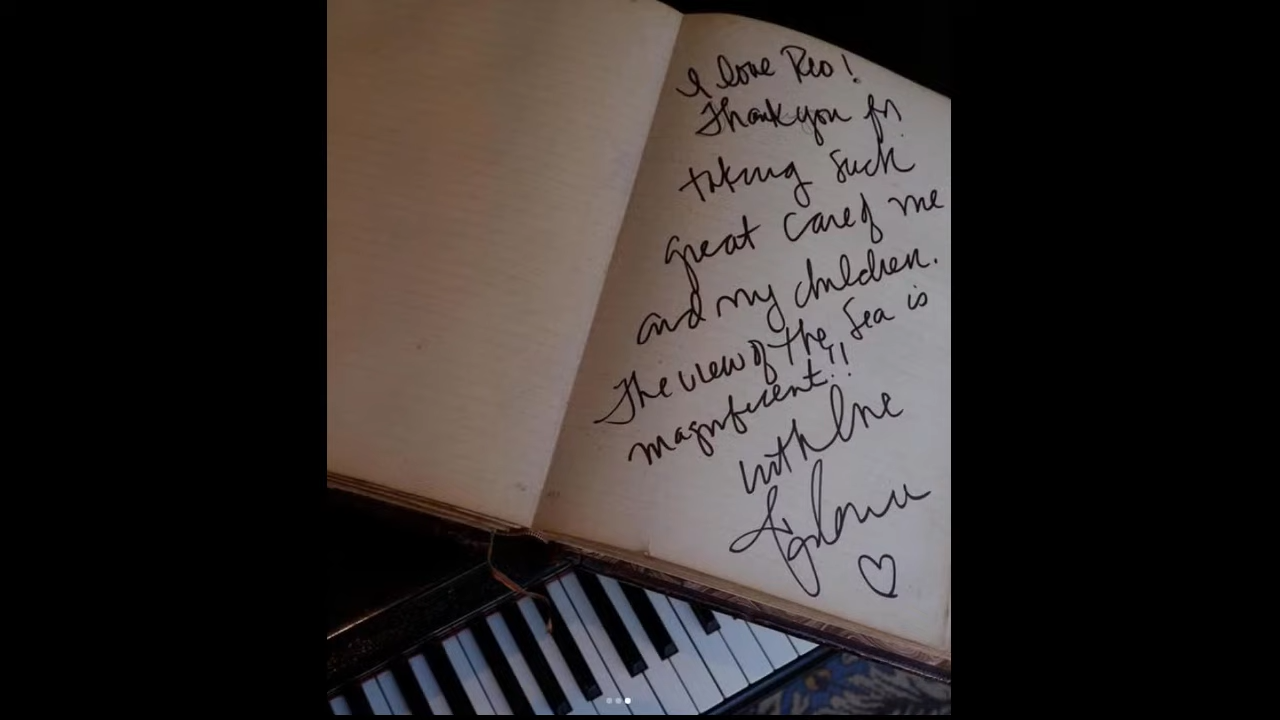 I love Rio!
Thank you for
taking such
great care of me
and my children.
The view of the Sea is
magnificent!!
with love